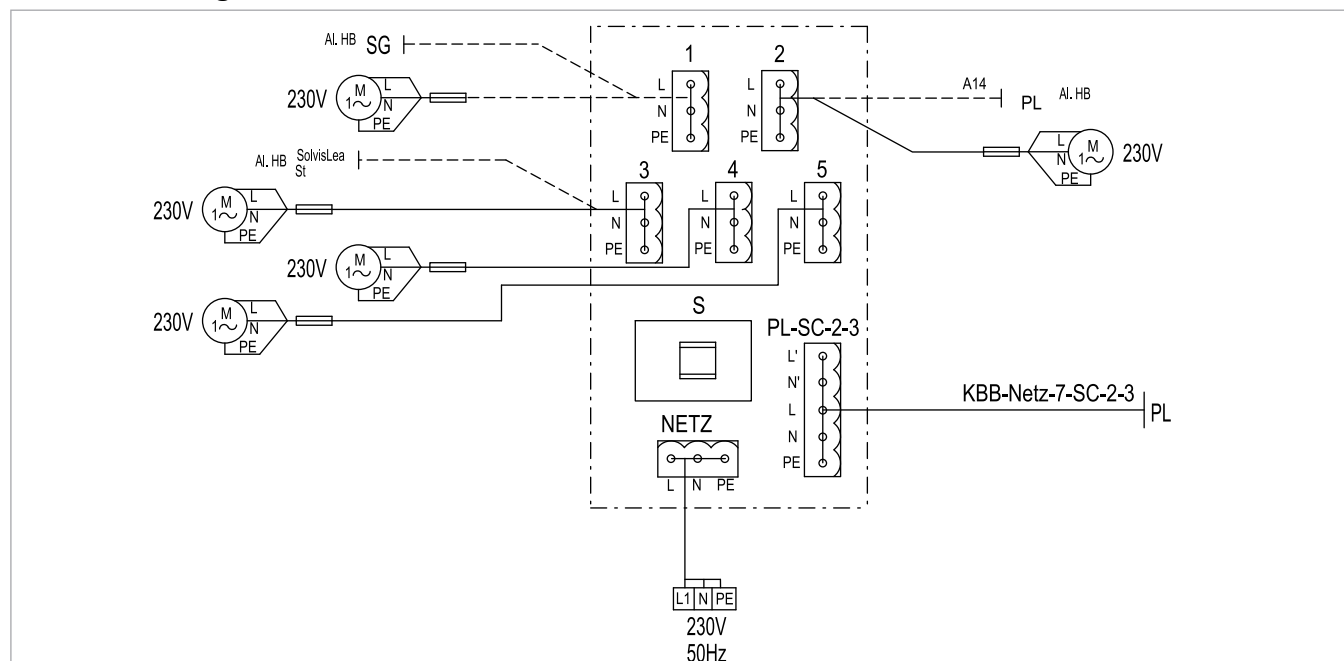 Al. HB SG
1
2
L
N
PE
M
1~
230V
L
N
PE
L
N
PE
A14
PL Al. HB
L
N
PE
M
1~
230V
Al. HB SolvisLea
St
3
4
5
230V
M
1~
L
N
PE
L
N
PE
L
N
PE
L
N
PE
230V
M
1~
L
N
PE
230V
M
1~
L
N
PE
S
PL-SC-2-3
L'
N'
L
N
PE
KBB-Netz-7-SC-2-3
PL
NETZ
L N PE
L1 N PE
230V
50Hz